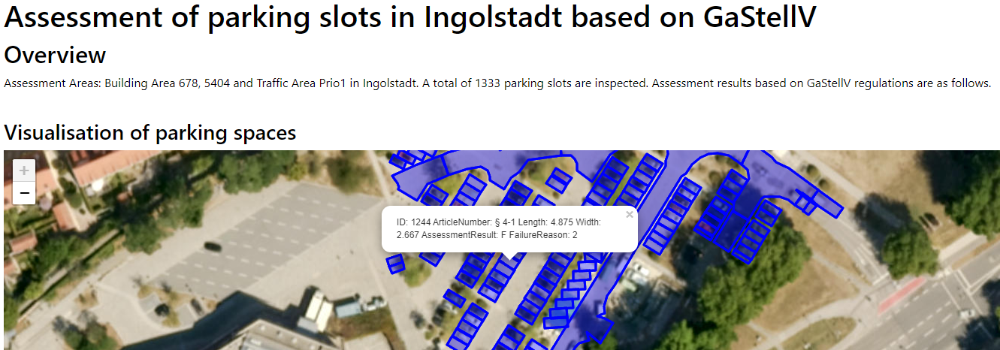 Assessment of parking slots in Ingolstadt based on GaStellV
Overview
Assessment Areas: Building Area 678, 5404 and Traffic Area Prio1 in Ingolstadt. A total of 1333 parking slots are inspected. Assessment results based on GaStellV regulations are as follows.
Visualisation of parking spaces
+
−
×
ID: 1244 ArticleNumber: § 4-1 Length: 4.875 Width:
2.667 AssessmentResult: F FailureReason: 2